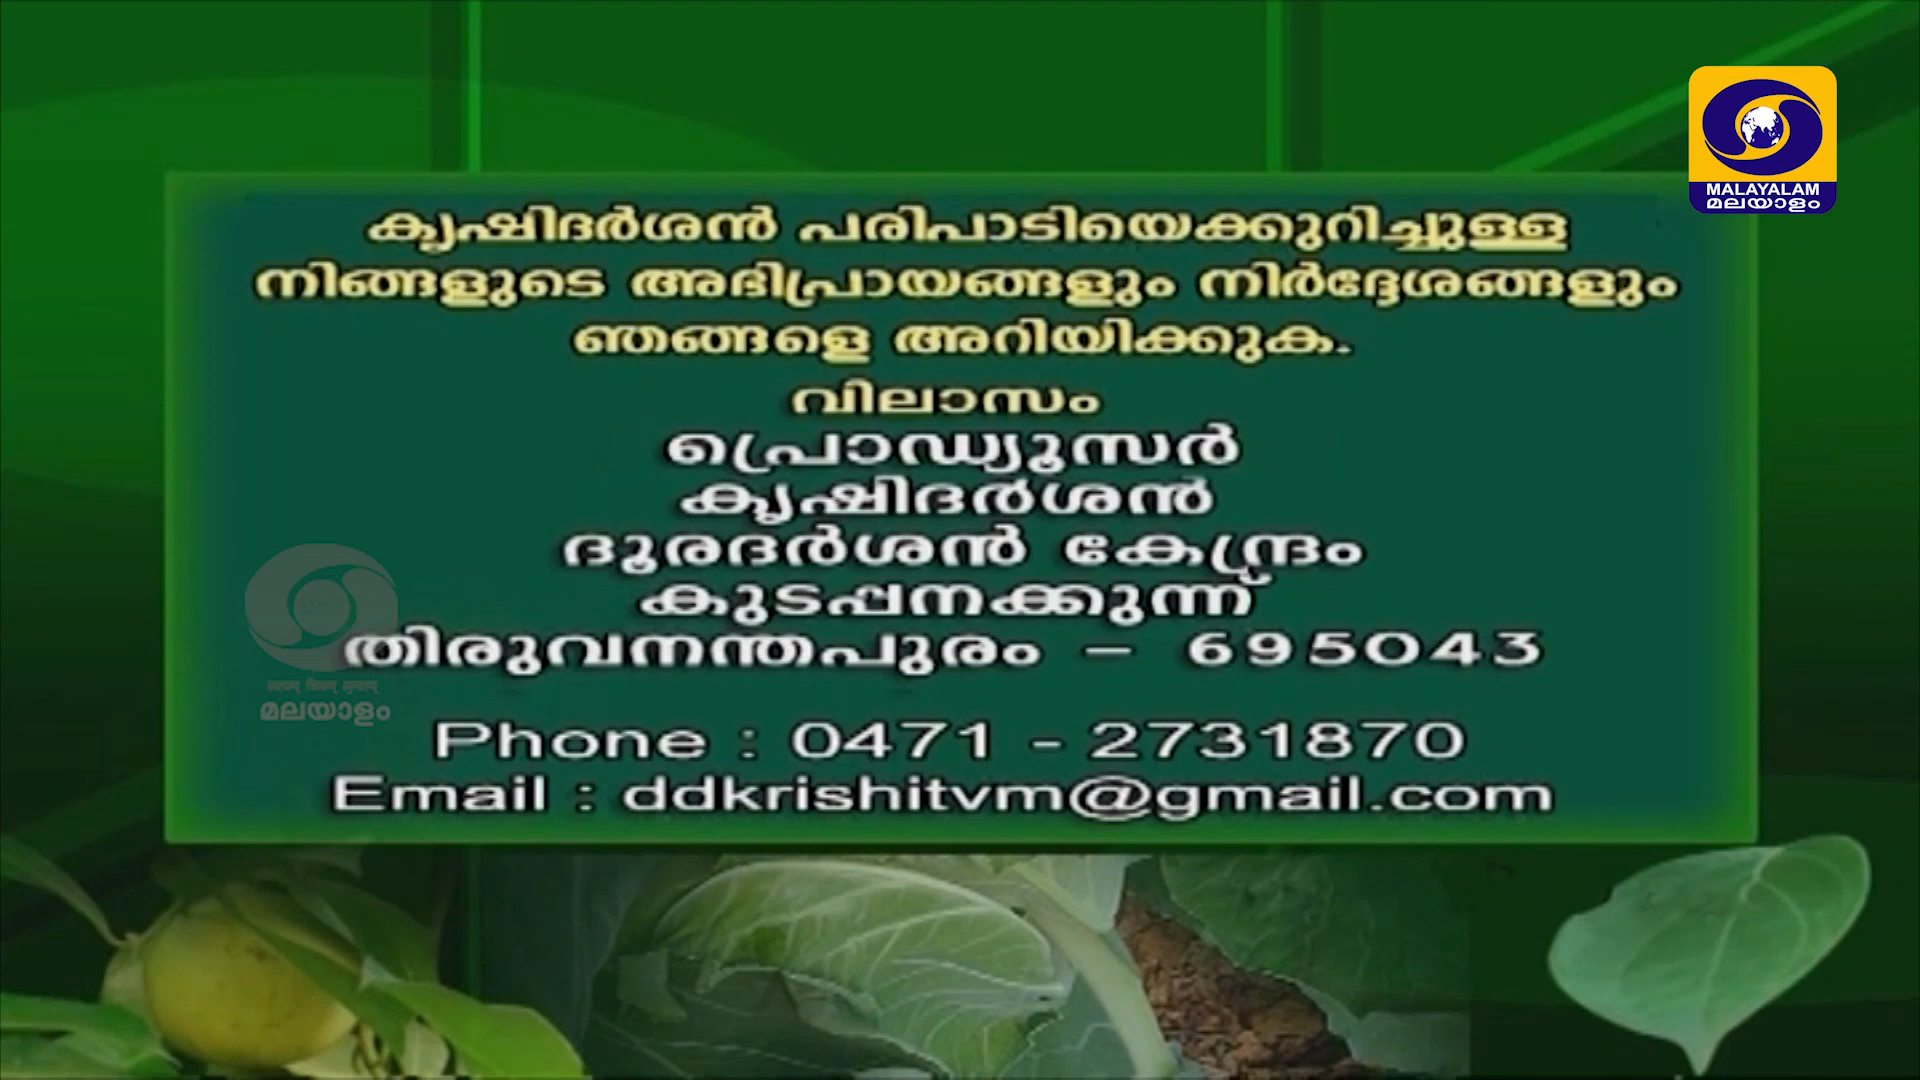 MALAYALAM
മലയാളം
കൃഷിദർശൻ പരിപാടിയെക്കുറിച്ചുള്ള
നിങ്ങളുടെ അഭിപ്രായങ്ങളും നിർദ്ദേശങ്ങളും
ഞങ്ങളെ അറിയിക്കുക.
വിലാസം
പ്രൊഡ്യൂസർ
കൃഷിദർശൻ
ദൂരദർശൻ കേന്ദ്രം
കുടപ്പനക്കുന്ന്
തിരുവനന്തപുരം – 695043
മലയാളം
Phone : 0471 - 2731870
Email : ddkrishitvm@gmail.com